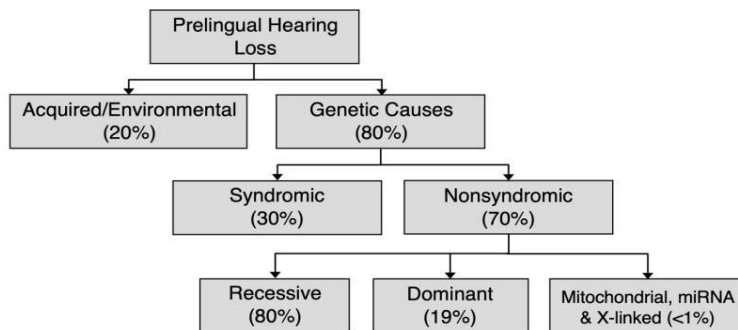 Prelingual Hearing
Loss
Acquired/Environmental
(20%)
Genetic Causes
(80%)
Syndromic
(30%)
Nonsyndromic
(70%)
Recessive
(80%)
Dominant
(19%)
Mitochondrial, miRNA
& X-linked (<1%)